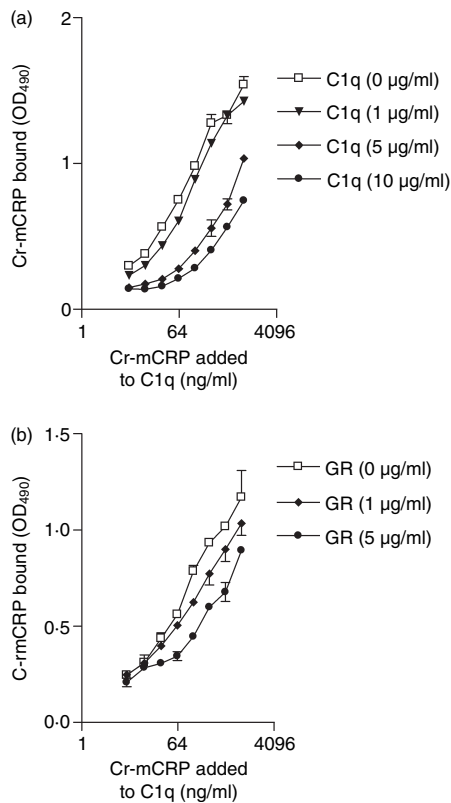 (a)
2
1
0
Cr-mCRP bound (OD490)
1 64 4096
Cr-mCRP added
to C1q (ng/ml)
C1q (0 µg/ml)
C1q (1 µg/ml)
C1q (5 µg/ml)
C1q (10 µg/ml)
(b)
1·5
1·0
0·5
0·0
C-rmCRP bound (OD490)
1 64 4096
Cr-mCRP added
to C1q (ng/ml)
GR (0 µg/ml)
GR (1 µg/ml)
GR (5 µg/ml)